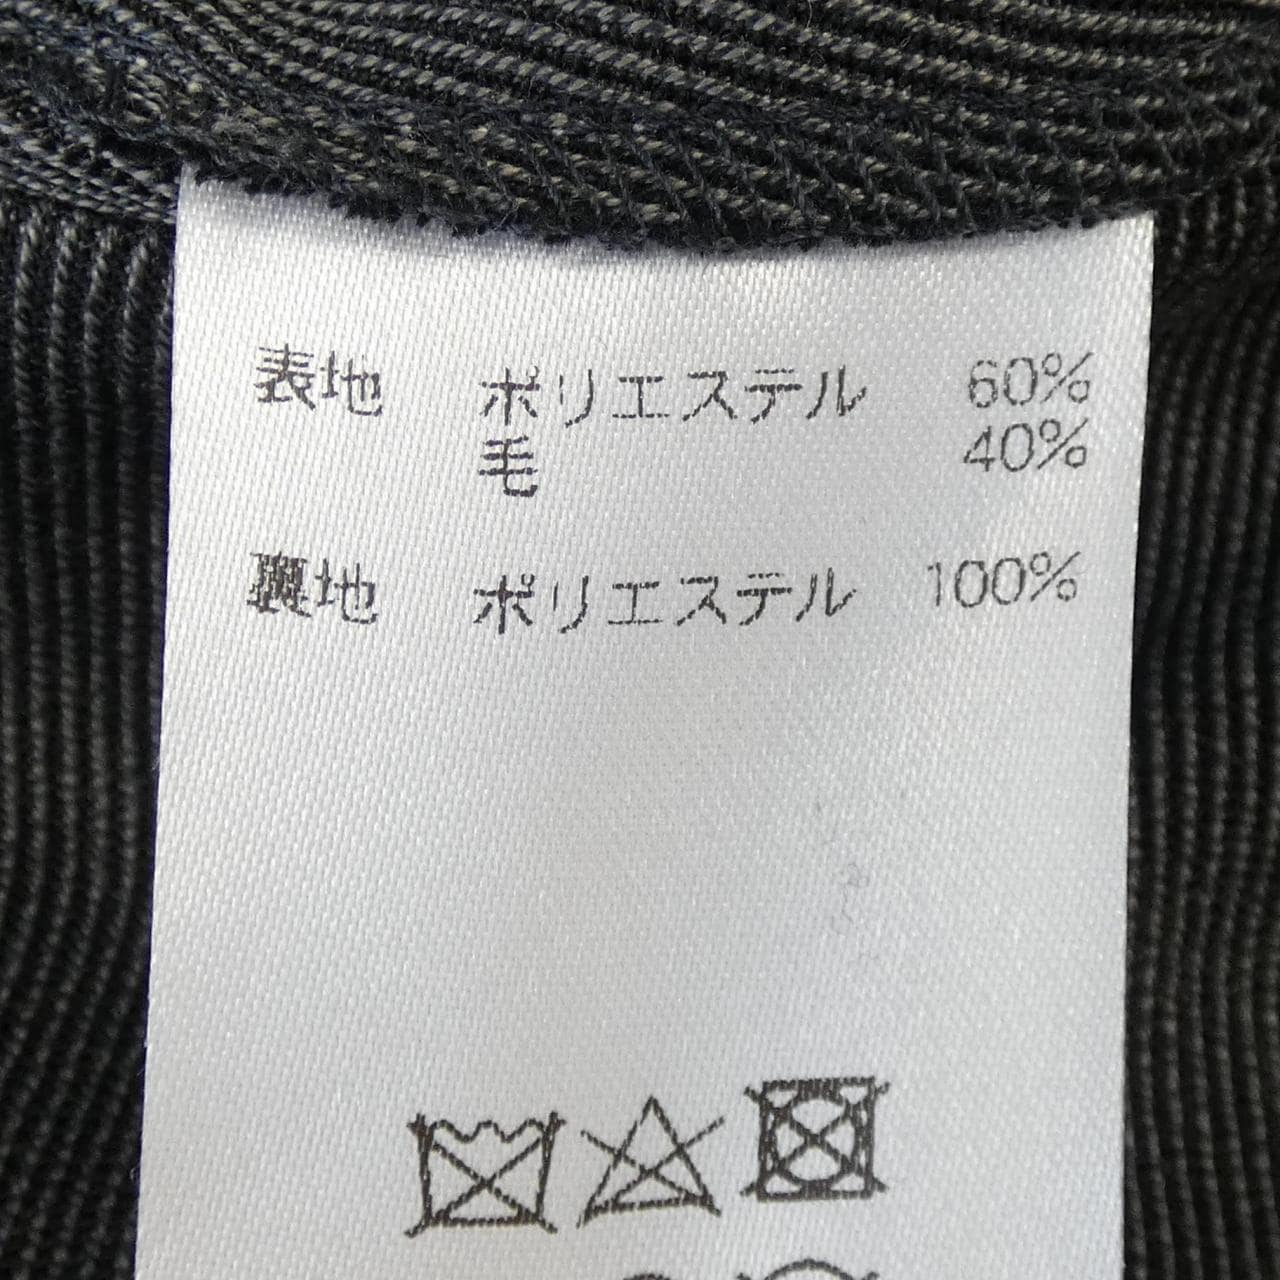 表地 ポリエステル 60%
毛 40%
裏地 ポリエステル 100%